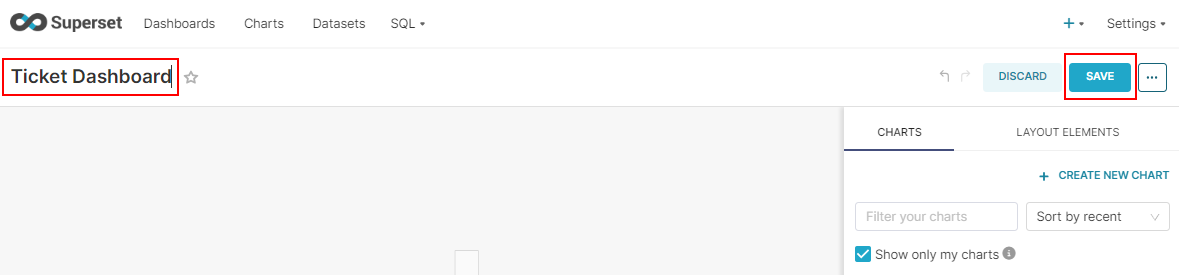 Superset Dashboards Charts Datasets SQL Settings
Ticket Dashboard DISCARD SAVE ...
CHARTS LAYOUT ELEMENTS
+ CREATE NEW CHART
Filter your charts Sort by recent
Show only my charts